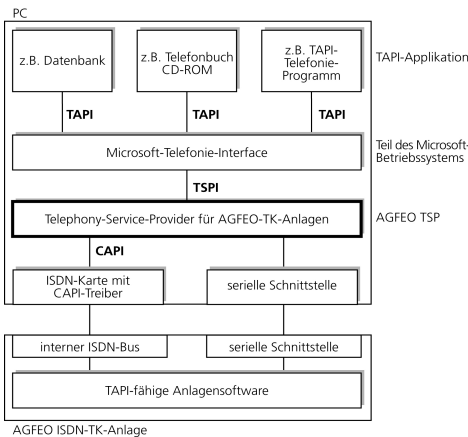 PC
z.B. Datenbank
z.B. Telefonbuch
CD-ROM
z.B. TAPI-
Telefonie-
Programm
TAPI-Applikation
TAPI
TAPI
TAPI
Microsoft-Telefonie-Interface
Teil des Microsoft-
Betriebssystems
TSPI
Telephony-Service-Provider für AGFEO-TK-Anlagen
AGFEO TSP
CAPI
ISDN-Karte mit
CAPI-Treiber
serielle Schnittstelle
interner ISDN-Bus
serielle Schnittstelle
TAPI-fähige Anlagensoftware
AGFEO ISDN-TK-Anlage